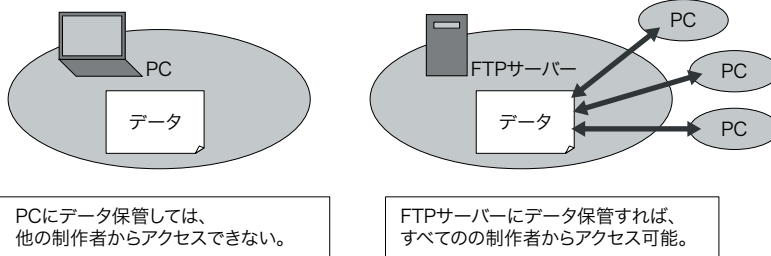 PC
データ
PCにデータ保管しては、
他の制作者からアクセスできない。
FTPサーバー
データ
PC
PC
PC
FTPサーバーにデータ保管すれば、
すべてのの制作者からアクセス可能。